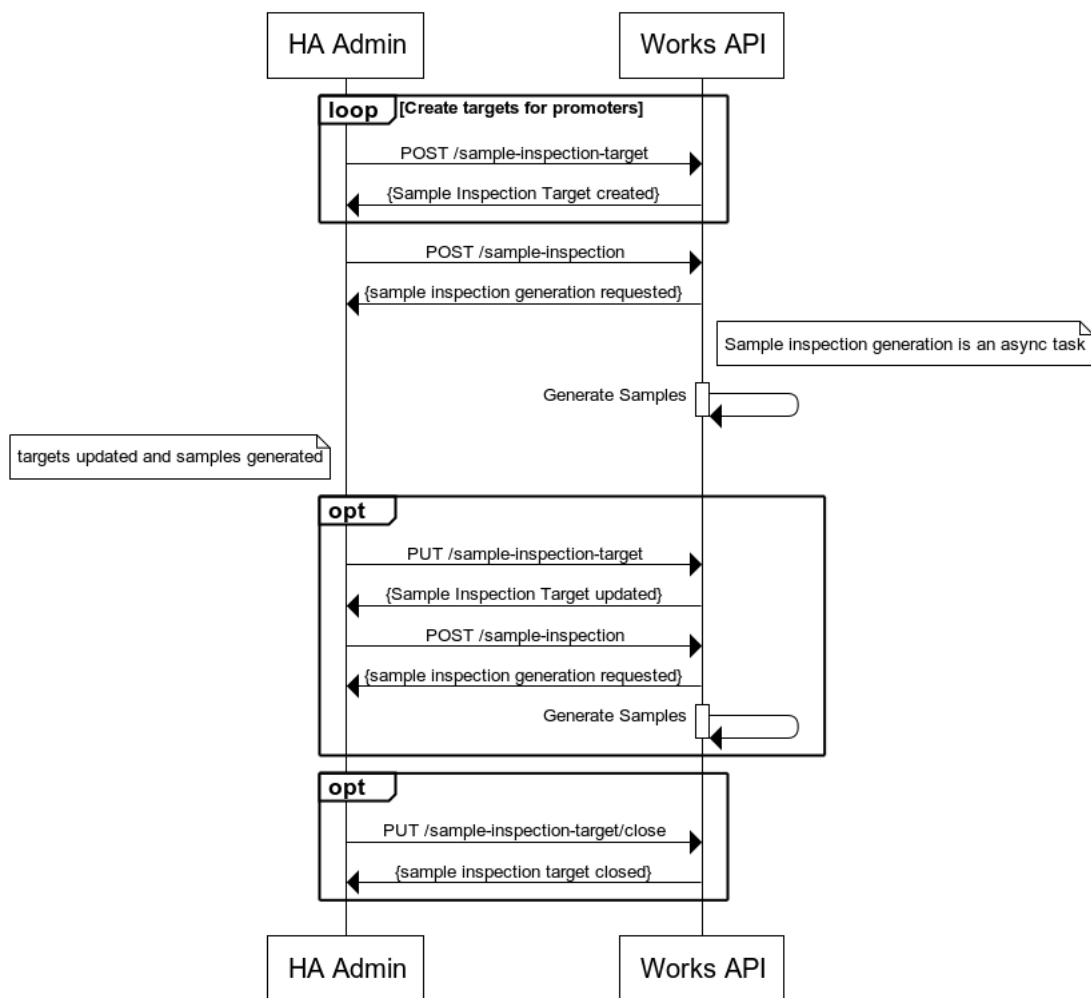 HA Admin
Works API
loop
[Create targets for promoters]
POST /sample-inspection-target
{Sample Inspection Target created}
POST /sample-inspection
{sample inspection generation requested}
Sample inspection generation is an async task
Generate Samples
targets updated and samples generated
opt
PUT /sample-inspection-target
{Sample Inspection Target updated}
POST /sample-inspection
{sample inspection generation requested}
Generate Samples
opt
PUT /sample-inspection-target/close
{sample inspection target closed}
HA Admin
Works API